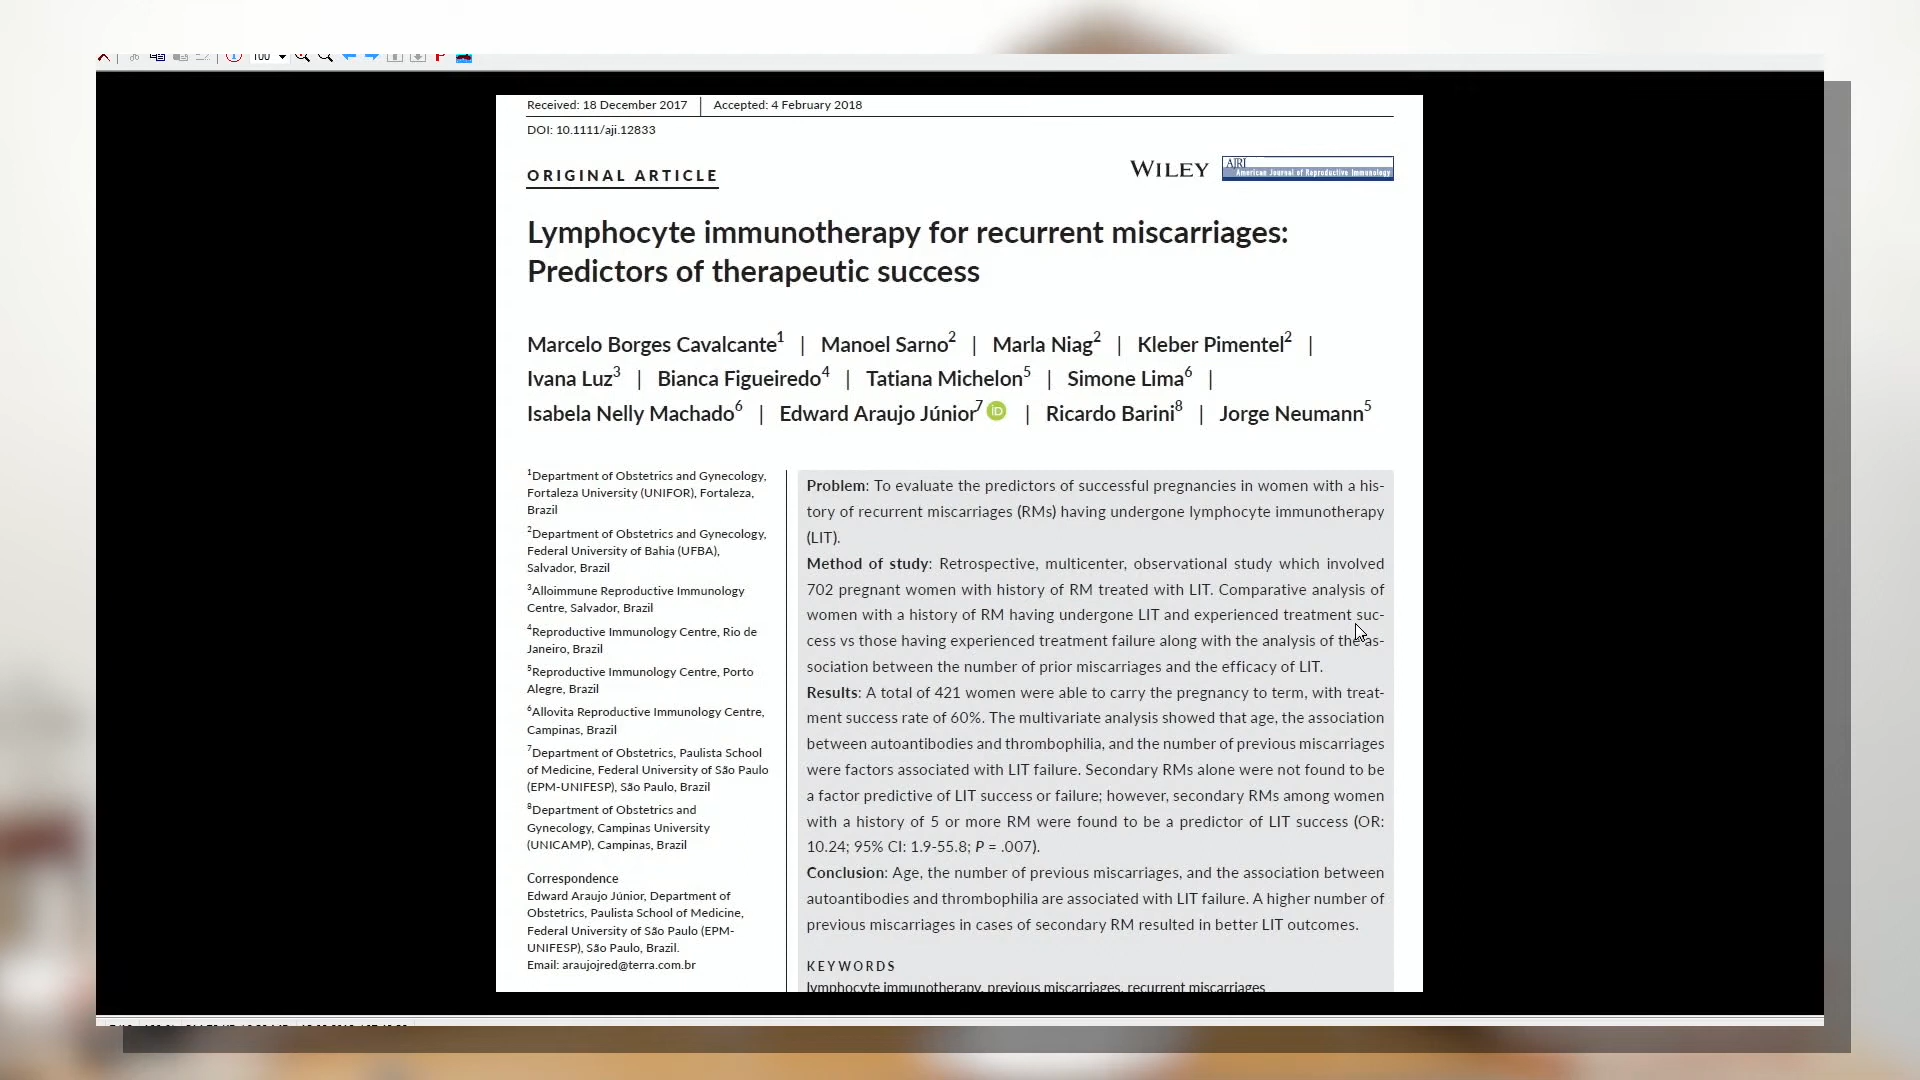 100
Received: 18 December 2017 | Accepted: 4 February 2018
DOI: 10.1111/aji.12833
ORIGINAL ARTICLE
WILEY
AJRI
American Journal of Reproductive Immunology
Lymphocyte immunotherapy for recurrent miscarriages:
Predictors of therapeutic success
Marcelo Borges Cavalcante1 | Manoel Sarno2 | Marla Niag2 | Kleber Pimentel2 |
Ivana Luz3 | Bianca Figueiredo4 | Tatiana Michelon5 | Simone Lima6 |
Isabela Nelly Machado6 | Edward Araujo Júnior7 iD | Ricardo Barini8 | Jorge Neumann5
1Department of Obstetrics and Gynecology,
Fortaleza University (UNIFOR), Fortaleza,
Brazil
2Department of Obstetrics and Gynecology,
Federal University of Bahia (UFBA),
Salvador, Brazil
3Alloimmune Reproductive Immunology
Centre, Salvador, Brazil
4Reproductive Immunology Centre, Rio de
Janeiro, Brazil
5Reproductive Immunology Centre, Porto
Alegre, Brazil
6Allovita Reproductive Immunology Centre,
Campinas, Brazil
7Department of Obstetrics, Paulista School
of Medicine, Federal University of São Paulo
(EPM-UNIFESP), São Paulo, Brazil
8Department of Obstetrics and
Gynecology, Campinas University
(UNICAMP), Campinas, Brazil
Correspondence
Edward Araujo Júnior, Department of
Obstetrics, Paulista School of Medicine,
Federal University of São Paulo (EPM-
UNIFESP), São Paulo, Brazil.
Email: araujojred@terra.com.br
Problem: To evaluate the predictors of successful pregnancies in women with a his-
tory of recurrent miscarriages (RMs) having undergone lymphocyte immunotherapy
(LIT).
Method of study: Retrospective, multicenter, observational study which involved
702 pregnant women with history of RM treated with LIT. Comparative analysis of
women with a history of RM having undergone LIT and experienced treatment suc-
cess vs those having experienced treatment failure along with the analysis of the as-
sociation between the number of prior miscarriages and the efficacy of LIT.
Results: A total of 421 women were able to carry the pregnancy to term, with treat-
ment success rate of 60%. The multivariate analysis showed that age, the association
between autoantibodies and thrombophilia, and the number of previous miscarriages
were factors associated with LIT failure. Secondary RMs alone were not found to be
a factor predictive of LIT success or failure; however, secondary RMs among women
with a history of 5 or more RM were found to be a predictor of LIT success (OR:
10.24; 95% CI: 1.9-55.8; P = .007).
Conclusion: Age, the number of previous miscarriages, and the association between
autoantibodies and thrombophilia are associated with LIT failure. A higher number of
previous miscarriages in cases of secondary RM resulted in better LIT outcomes.
KEYWORDS
lymphocyte immunotherapy, previous miscarriages, recurrent miscarriages